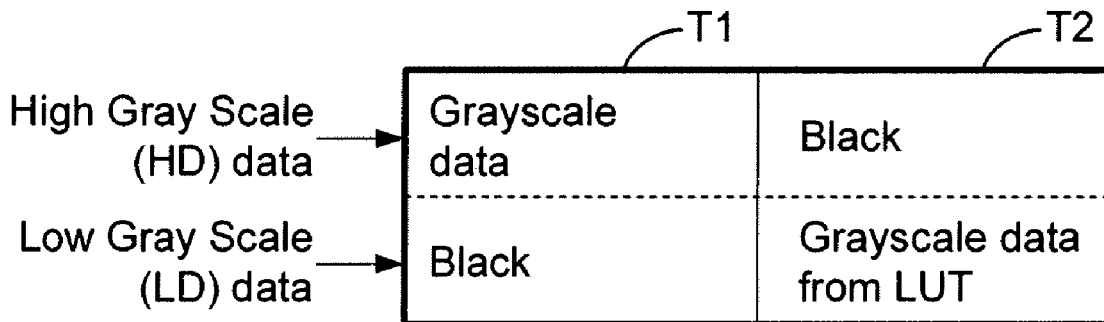 T1
T2
High Gray Scale
(HD) data
Grayscale
data
Black
Low Gray Scale
(LD) data
Black
Grayscale data
from LUT